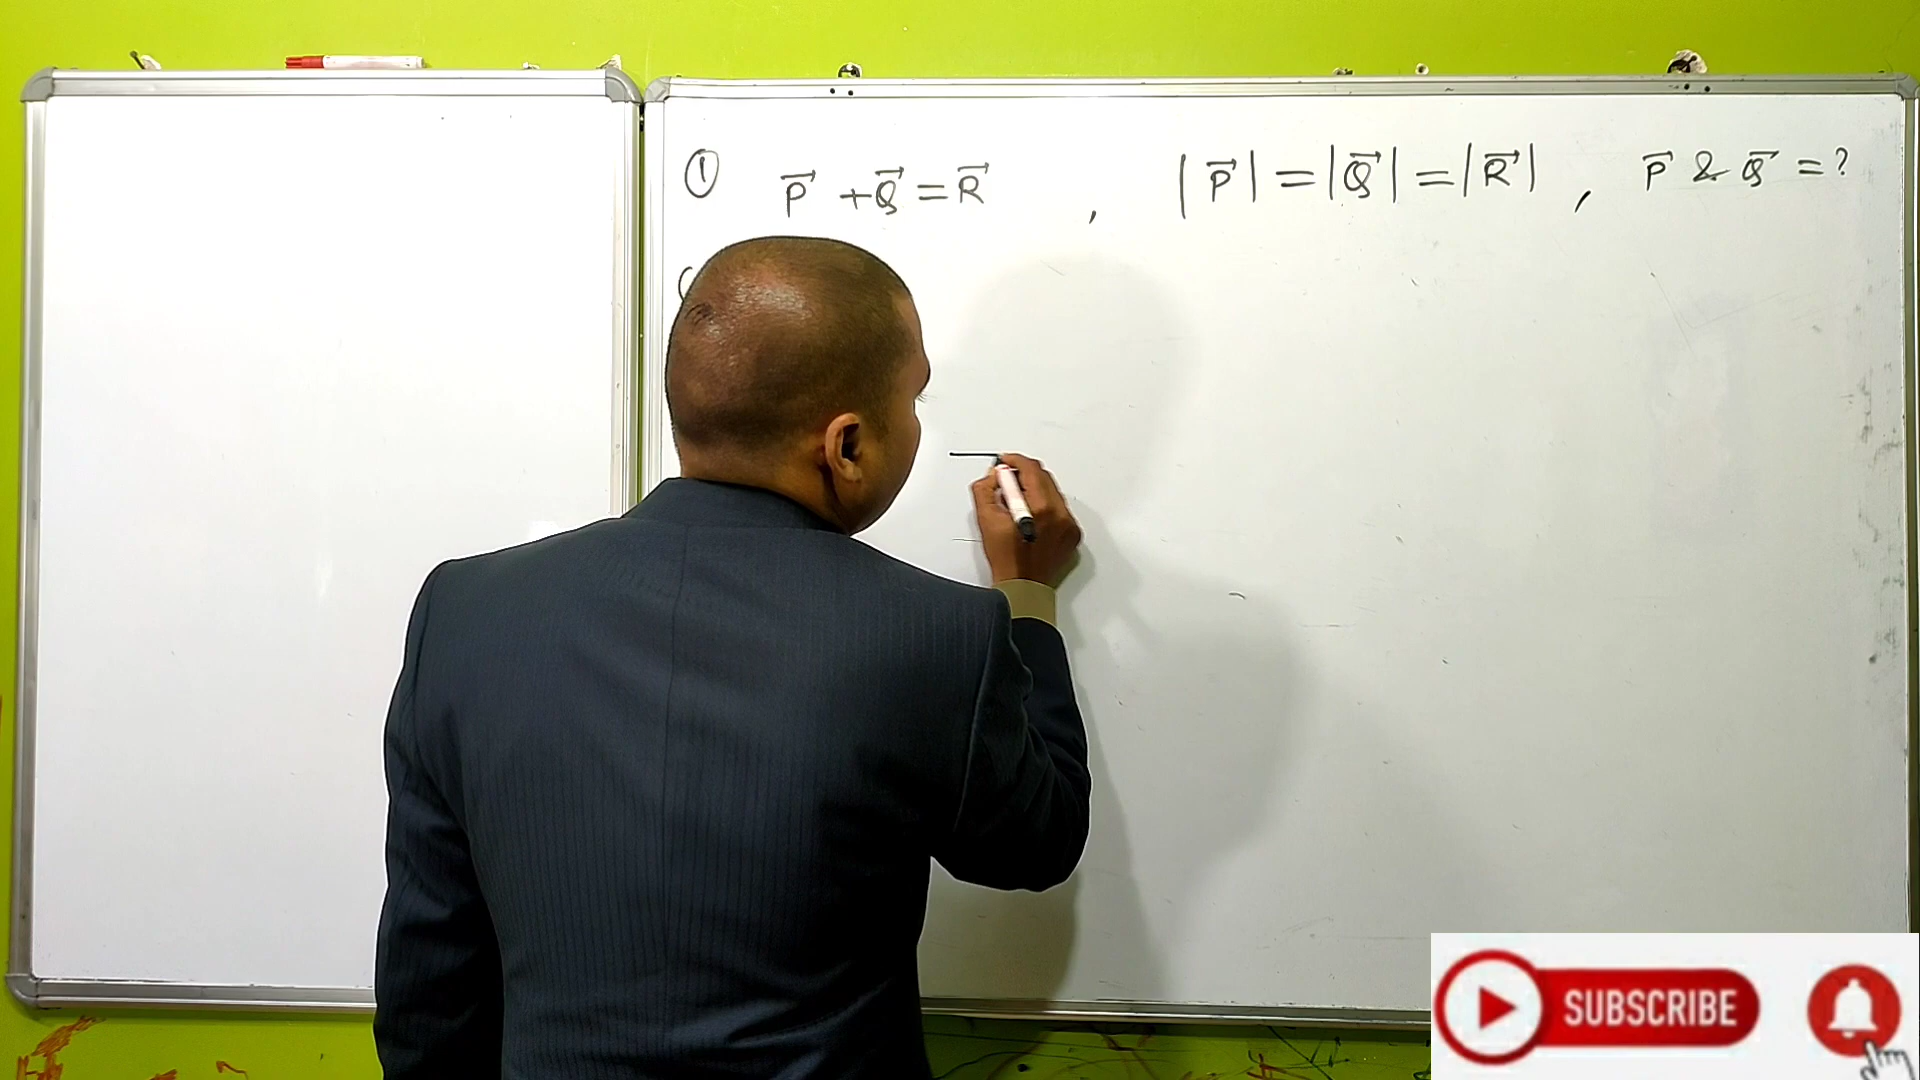 ① P⃗ + Q⃗ = R⃗ , |P⃗| = |Q⃗| = |R⃗| , P⃗ & Q⃗ = ?
SUBSCRIBE